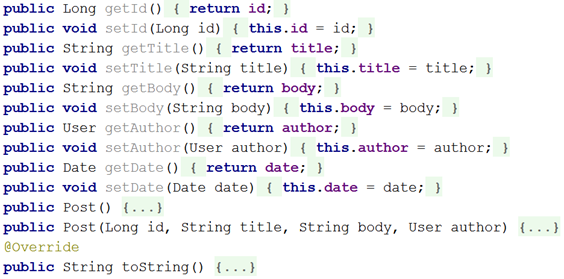 public Long getId() { return id; }
public void setId(Long id) { this.id = id; }
public String getTitle() { return title; }
public void setTitle(String title) { this.title = title; }
public String getBody() { return body; }
public void setBody(String body) { this.body = body; }
public User getAuthor() { return author; }
public void setAuthor(User author) { this.author = author; }
public Date getDate() { return date; }
public void setDate(Date date) { this.date = date; }
public Post() {...}
public Post(Long id, String title, String body, User author) {...}
@Override
public String toString() {...}